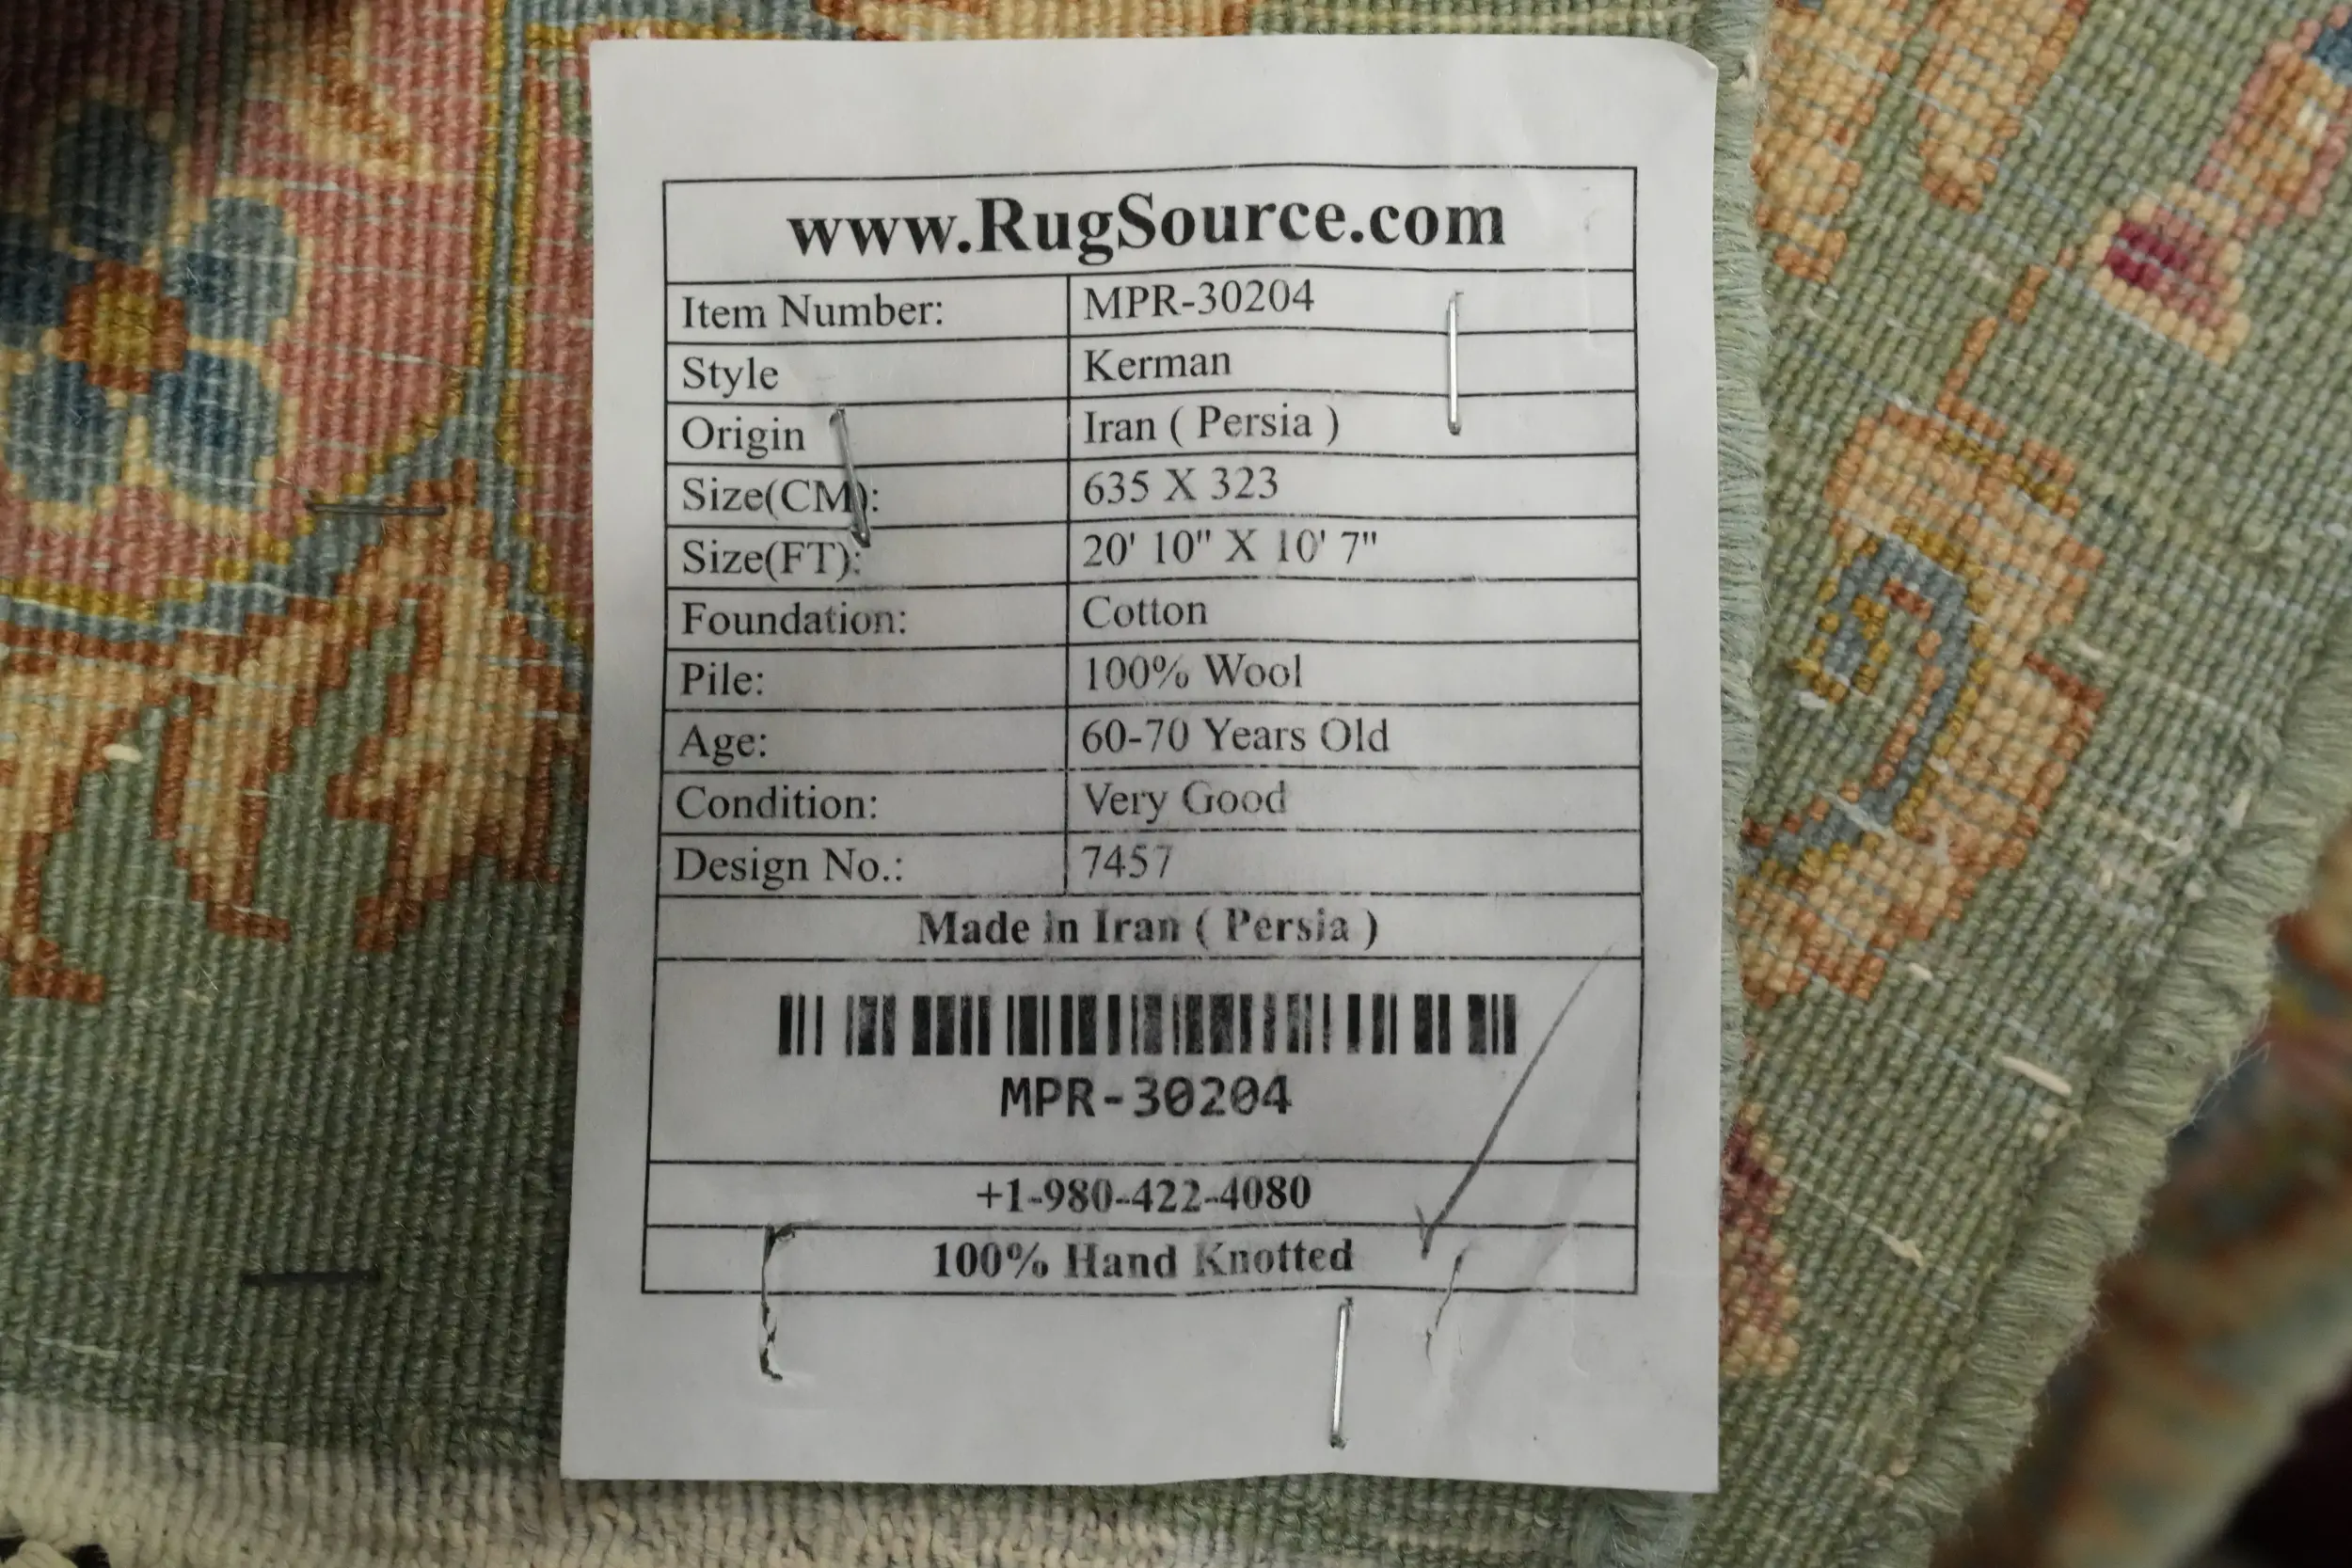 www.RugSource.com
Item Number: MPR-30204
Style Kerman
Origin Iran ( Persia )
Size(CM): 635 X 323
Size(FT): 20' 10" X 10' 7"
Foundation: Cotton
Pile: 100% Wool
Age: 60-70 Years Old
Condition: Very Good
Design No.: 7457
Made in Iran ( Persia )
MPR-30204
+1-980-422-4080
100% Hand Knotted